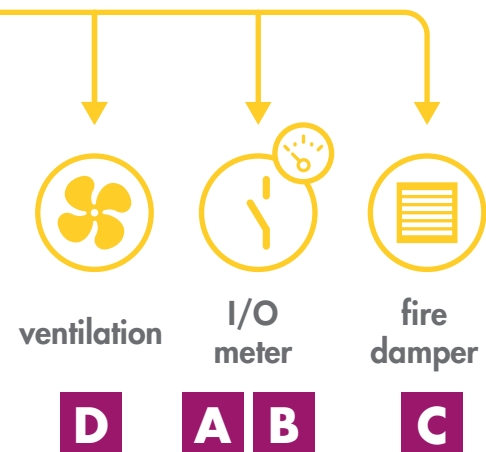 ventilation
I/O
meter
fire
damper
D
A B
C